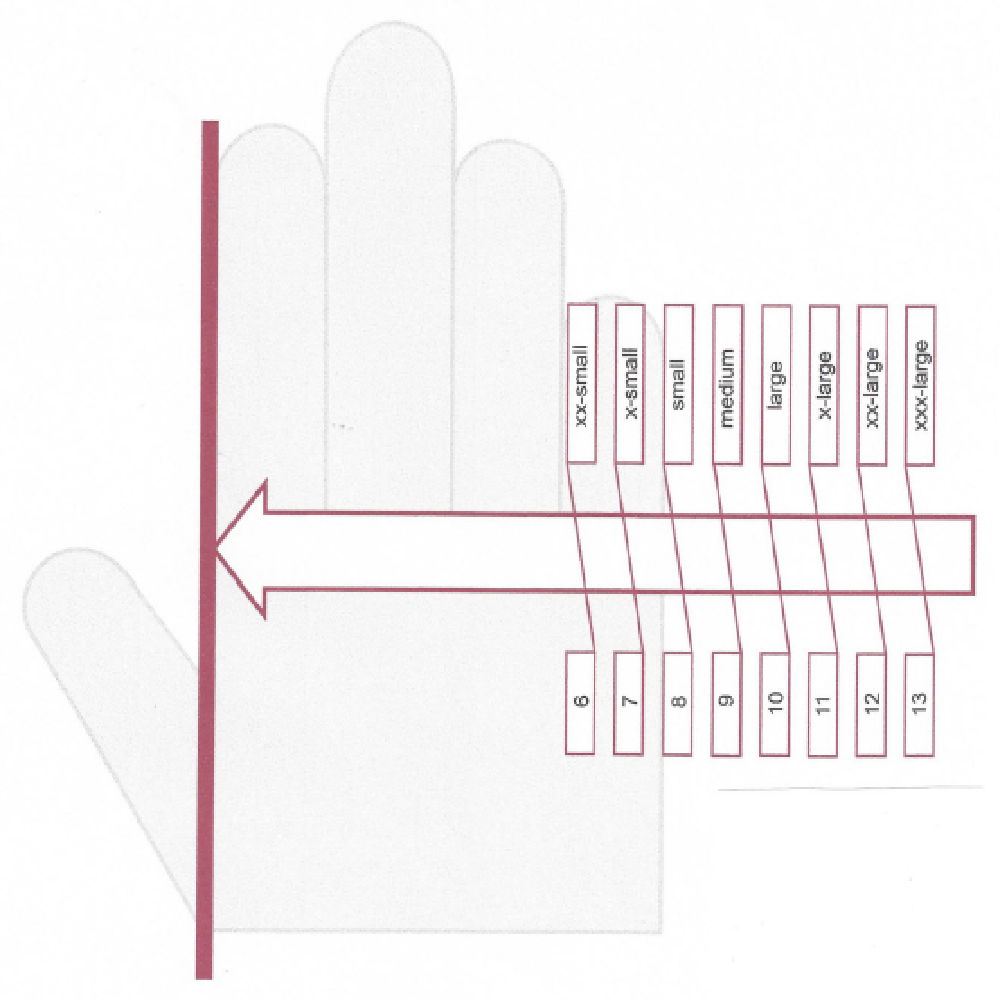 xx-small
x-small
small
medium
large
x-large
xx-large
xxx-large
6
7
8
9
10
11
12
13